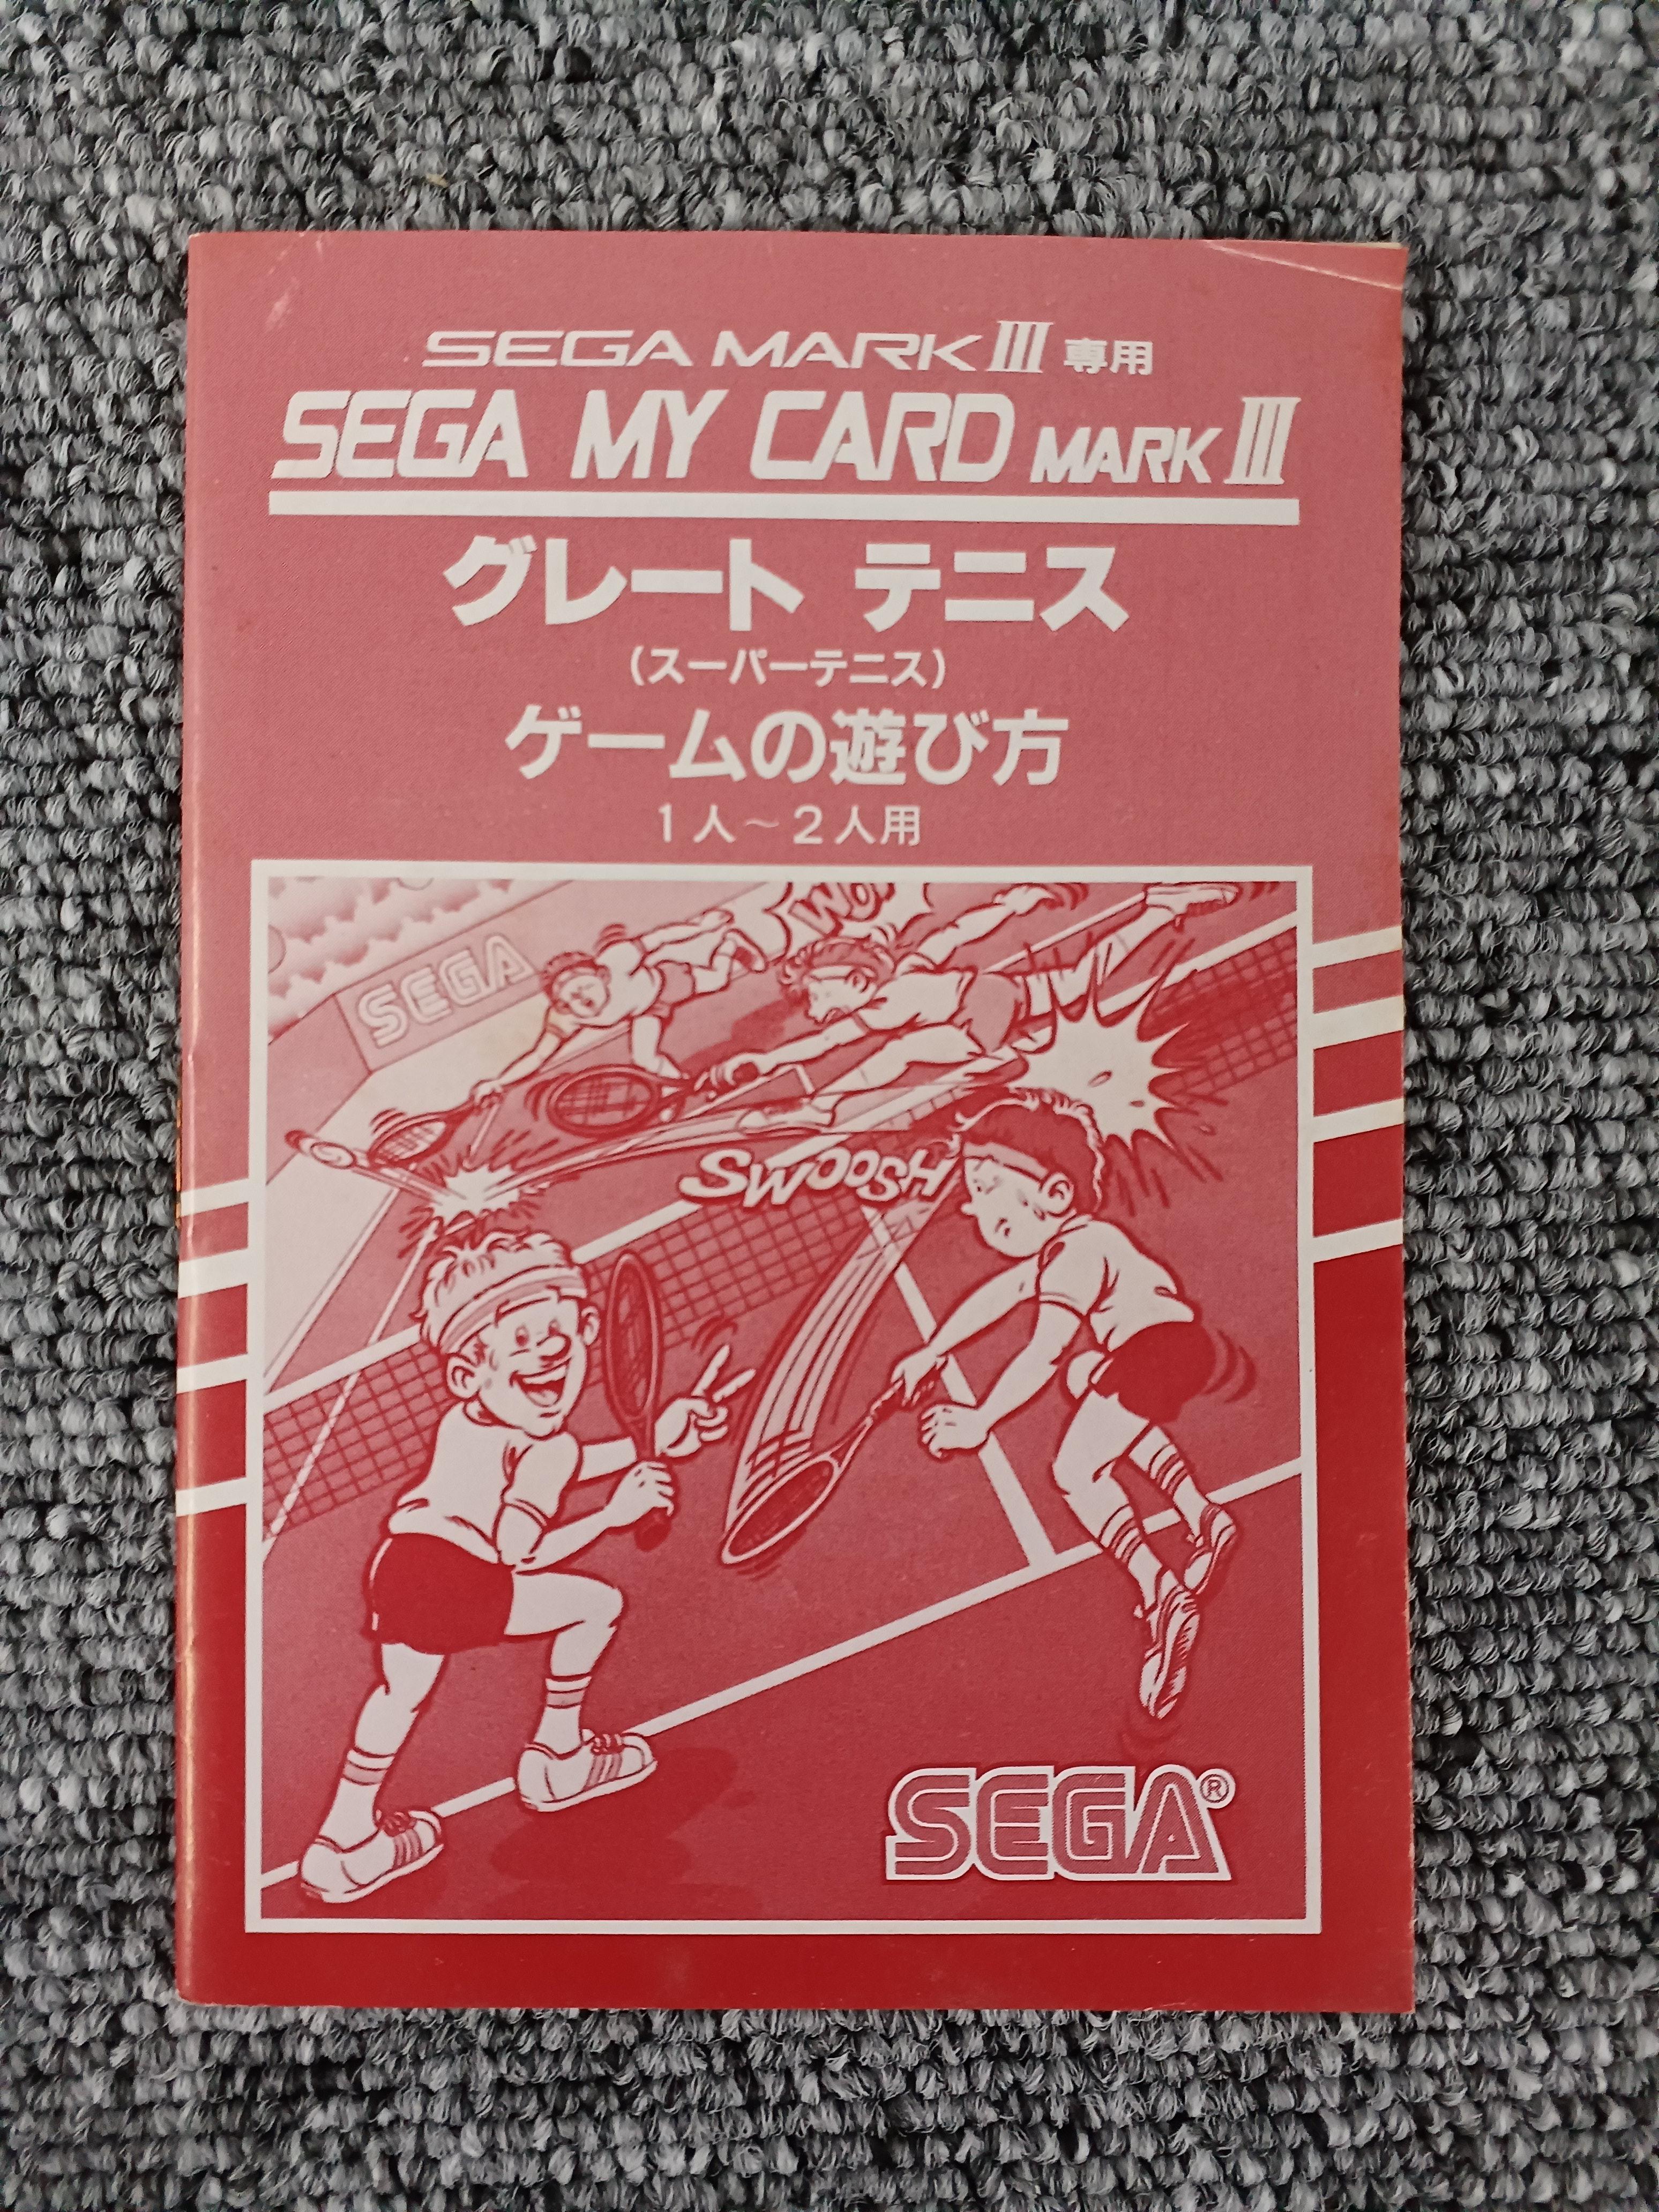 SEGA MARK III 専用
SEGA MY CARD MARK III
グレート テニス
(スーパーテニス)
ゲームの遊び方
1人～2人用
SEGA
SWOOSH
SEGA®